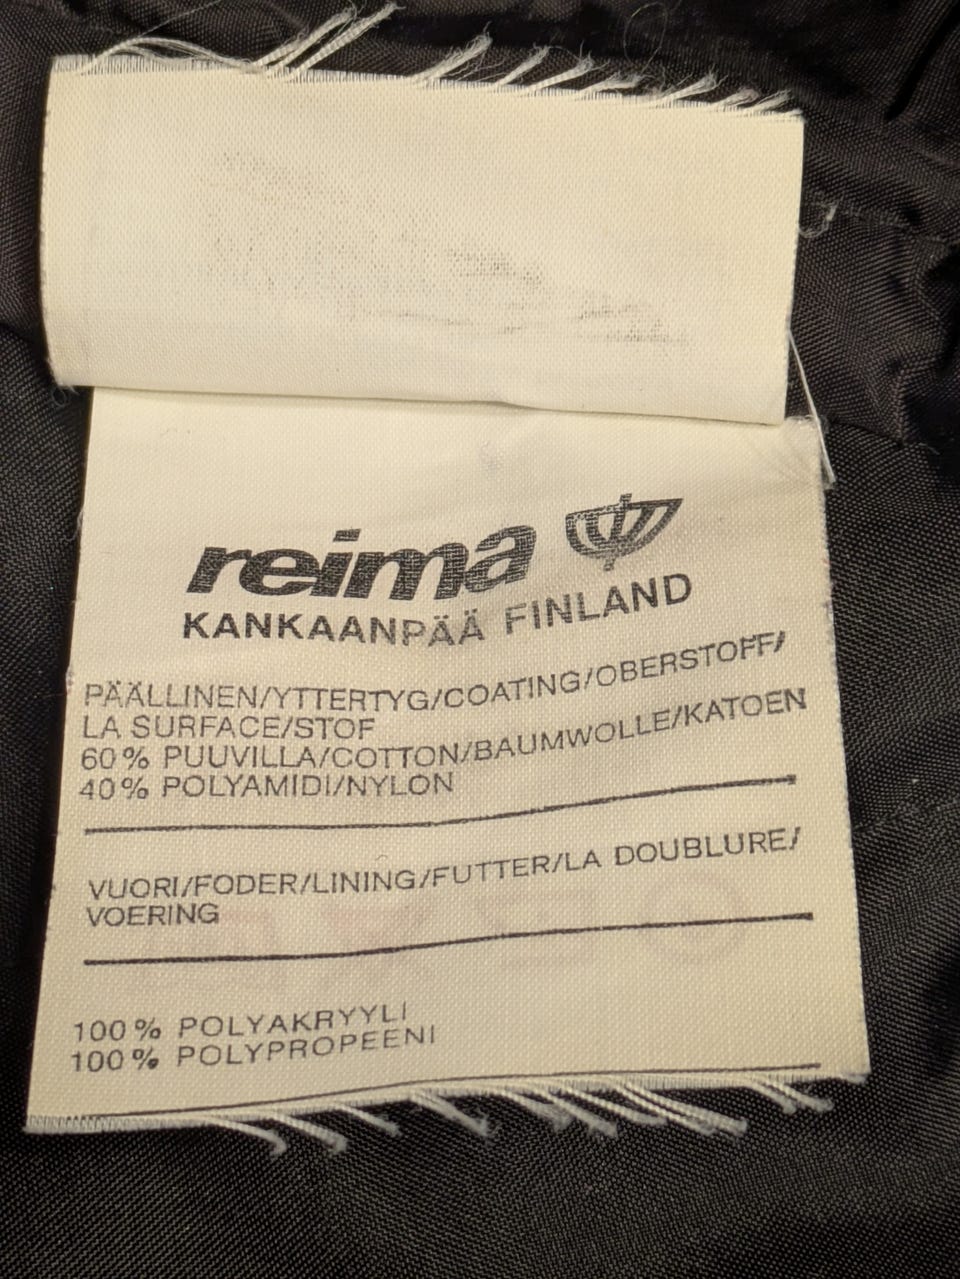 reima
KANKAANPÄÄ FINLAND
PÄÄLLINEN/YTTERTYG/COATING/OBERSTOFF/
LA SURFACE/STOF
60% PUUVILLA/COTTON/BAUMWOLLE/KATOEN
40% POLYAMIDI/NYLON
VUORI/FODER/LINING/FUTTER/LA DOUBLURE/
VOERING
100% POLYAKRYYLI
100% POLYPROPEENI